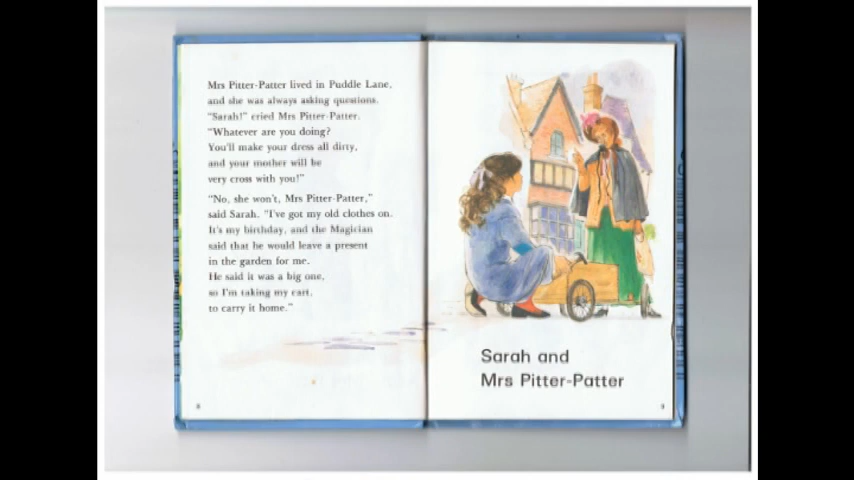 Mrs Pitter-Patter lived in Puddle Lane,
and she was always asking questions.
"Sarah!" cried Mrs Pitter-Patter.
"Whatever are you doing?
You'll make your dress all dirty,
and your mother will be
very cross with you!"
"No, she won't, Mrs Pitter-Patter,"
said Sarah. "I've got my old clothes on.
It's my birthday, and the Magician
said that he would leave a present
in the garden for me.
He said it was a big one,
so I'm taking my cart,
to carry it home."
8
Sarah and
Mrs Pitter-Patter
9